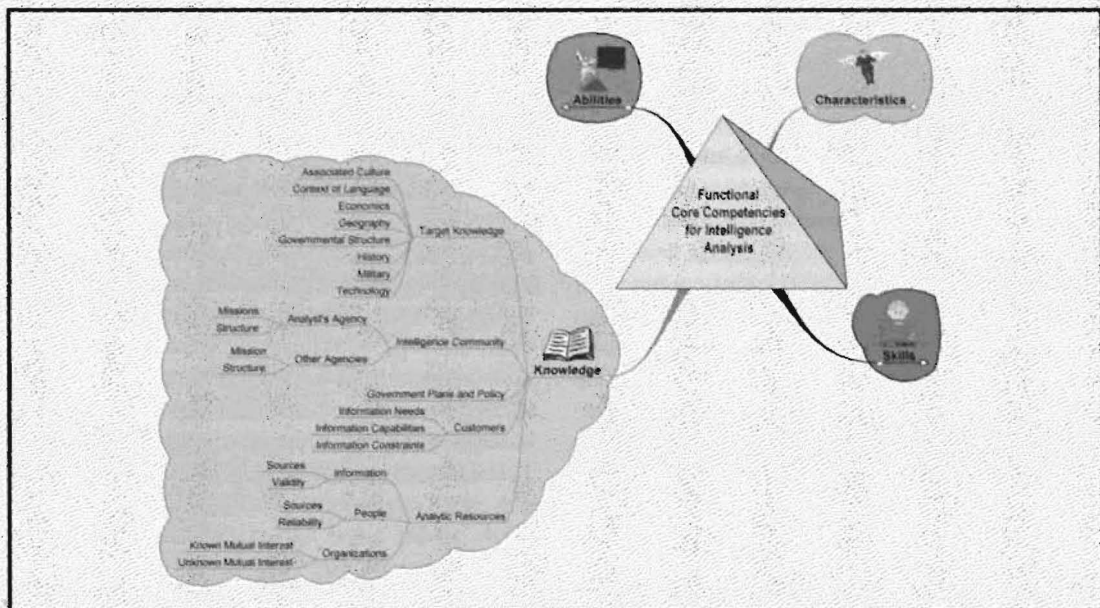 Abilities
Characteristics
Functional
Core Competencies
for Intelligence
Analysis
Skills
Knowledge
Target Knowledge
Associated Culture
Context of Language
Economics
Geography
Governmental Structure
History
Military
Technology
Intelligence Community
Analyst's Agency
Missions
Structure
Other Agencies
Mission
Structure
Government Plans and Policy
Customers
Information Needs
Information Capabilities
Information Constraints
Analytic Resources
Information
Sources
Validity
People
Sources
Reliability
Organizations
Known Mutual Interest
Unknown Mutual Interest